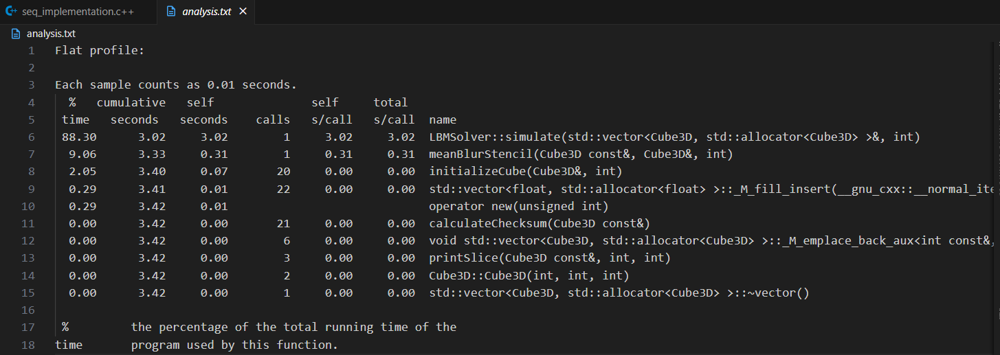 seq_implementation.c++ analysis.txt
analysis.txt
1 Flat profile:
2
3 Each sample counts as 0.01 seconds.
4 % cumulative self self total
5 time seconds seconds calls s/call s/call name
6 88.30 3.02 3.02 1 3.02 3.02 LBMSolver::simulate(std::vector<Cube3D, std::allocator<Cube3D> >&, int)
7 9.06 3.33 0.31 1 0.31 0.31 meanBlurStencil(Cube3D const&, Cube3D&, int)
8 2.05 3.40 0.07 20 0.00 0.00 initializeCube(Cube3D&, int)
9 0.29 3.41 0.01 22 0.00 0.00 std::vector<float, std::allocator<float> >::_M_fill_insert(__gnu_cxx::__normal_ite
10 0.29 3.42 0.01 operator new(unsigned int)
11 0.00 3.42 0.00 21 0.00 0.00 calculateChecksum(Cube3D const&)
12 0.00 3.42 0.00 6 0.00 0.00 void std::vector<Cube3D, std::allocator<Cube3D> >::_M_emplace_back_aux<int const&,
13 0.00 3.42 0.00 3 0.00 0.00 printSlice(Cube3D const&, int, int)
14 0.00 3.42 0.00 2 0.00 0.00 Cube3D::Cube3D(int, int, int)
15 0.00 3.42 0.00 1 0.00 0.00 std::vector<Cube3D, std::allocator<Cube3D> >::~vector()
16
17 % the percentage of the total running time of the
18 time program used by this function.